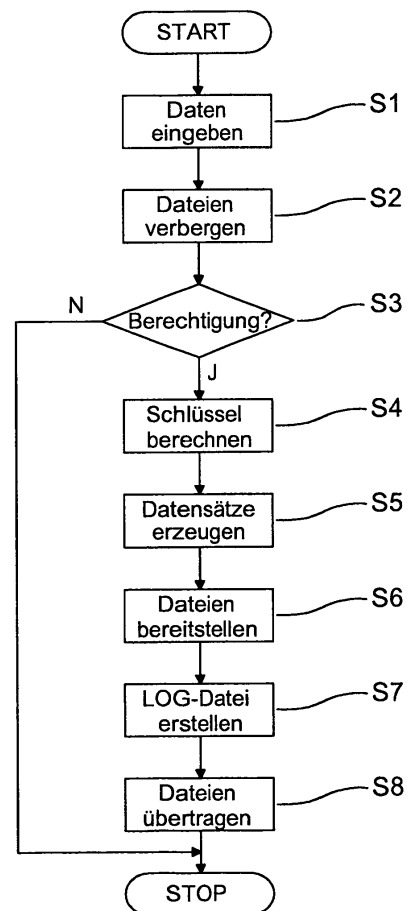 START
Daten
eingeben
S1
Dateien
verbergen
S2
N
Berechtigung?
S3
J
Schlüssel
berechnen
S4
Datensätze
erzeugen
S5
Dateien
bereitstellen
S6
LOG-Datei
erstellen
S7
Dateien
übertragen
S8
STOP